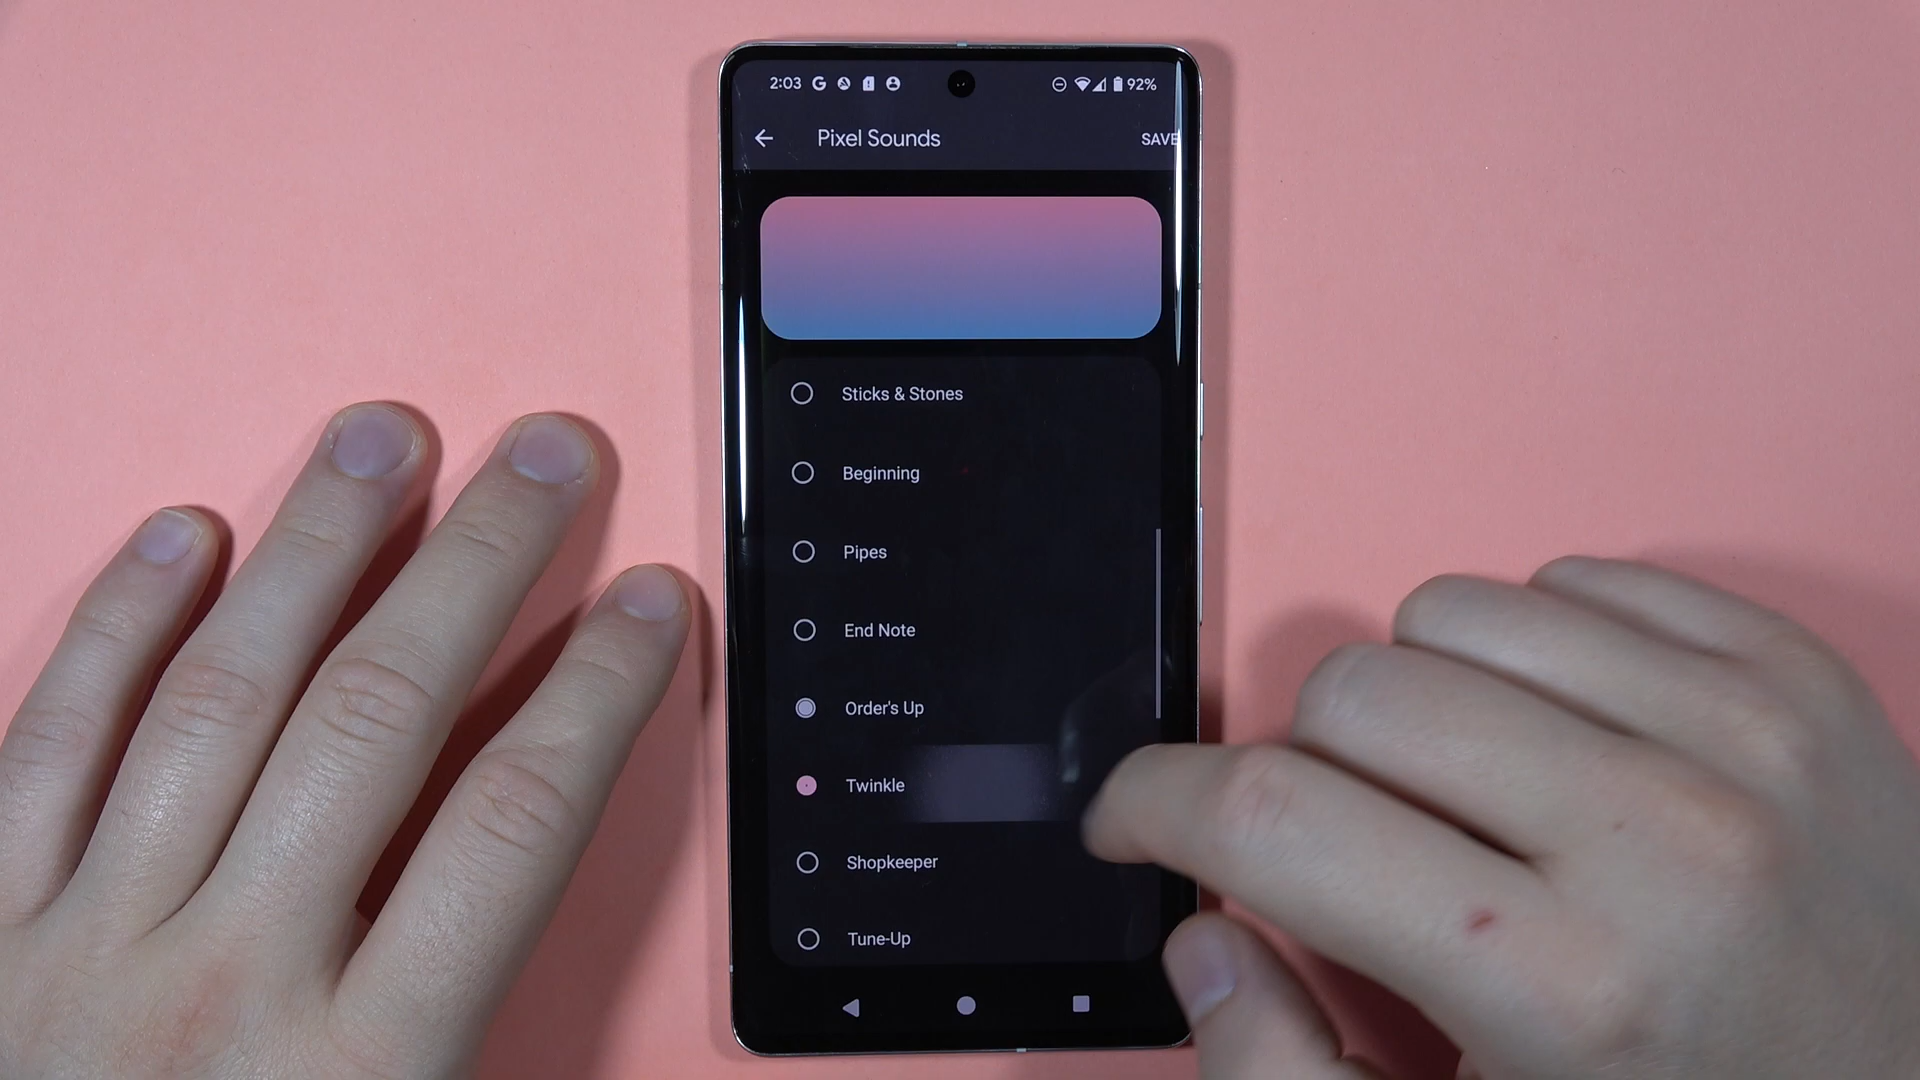 2:03
92%
Pixel Sounds
SAVE
Sticks & Stones
Beginning
Pipes
End Note
Order's Up
Twinkle
Shopkeeper
Tune-Up